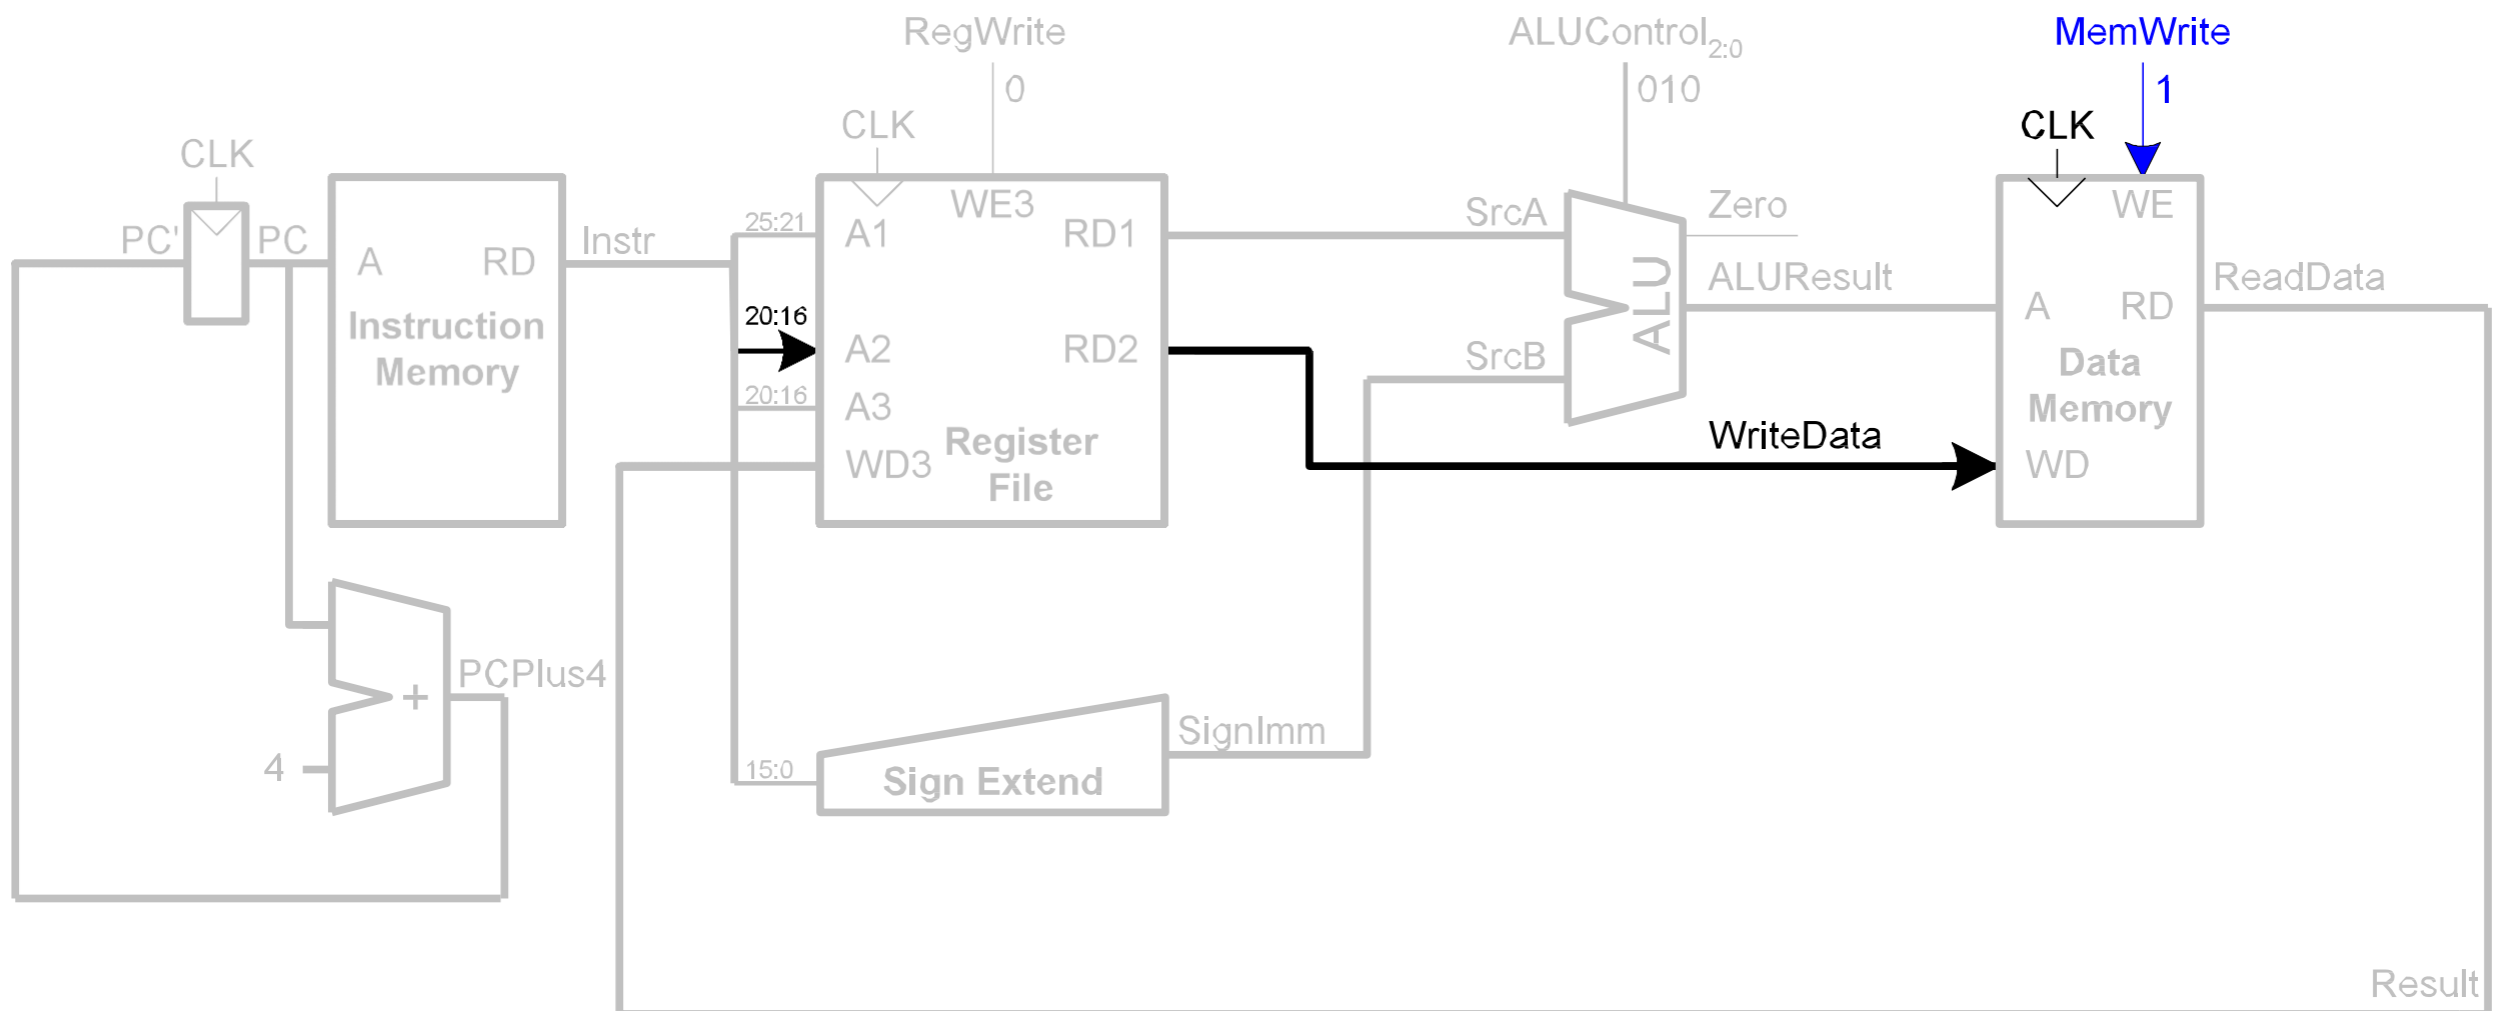 RegWrite
ALUControl2:0
MemWrite
0
010
1
CLK
CLK
CLK
PC'
PC
A
RD
Instruction
Memory
Instr
25:21
20:16
20:16
15:0
WE3
A1
RD1
A2
RD2
A3
WD3
Register
File
SrcA
SrcB
ALU
Zero
ALUResult
WriteData
WE
A
RD
Data
Memory
WD
ReadData
PCPlus4
+
4
SignImm
Sign Extend
Result